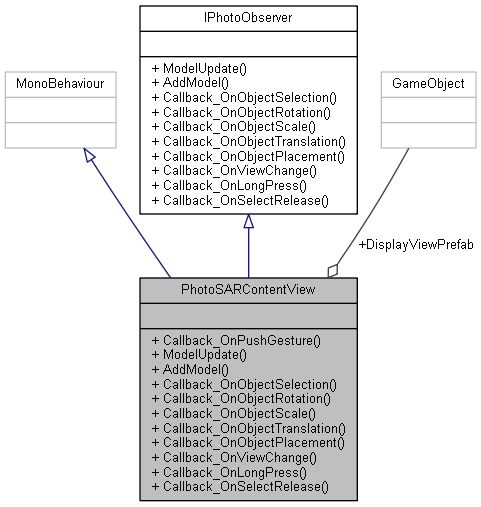 IPhotoObserver
+ ModelUpdate()
+ AddModel()
+ Callback_OnObjectSelection()
+ Callback_OnObjectRotation()
+ Callback_OnObjectScale()
+ Callback_OnObjectTranslation()
+ Callback_OnObjectPlacement()
+ Callback_OnViewChange()
+ Callback_OnLongPress()
+ Callback_OnSelectRelease()
MonoBehaviour
GameObject
+DisplayViewPrefab
PhotoSARContentView
+ Callback_OnPushGesture()
+ ModelUpdate()
+ AddModel()
+ Callback_OnObjectSelection()
+ Callback_OnObjectRotation()
+ Callback_OnObjectScale()
+ Callback_OnObjectTranslation()
+ Callback_OnObjectPlacement()
+ Callback_OnViewChange()
+ Callback_OnLongPress()
+ Callback_OnSelectRelease()